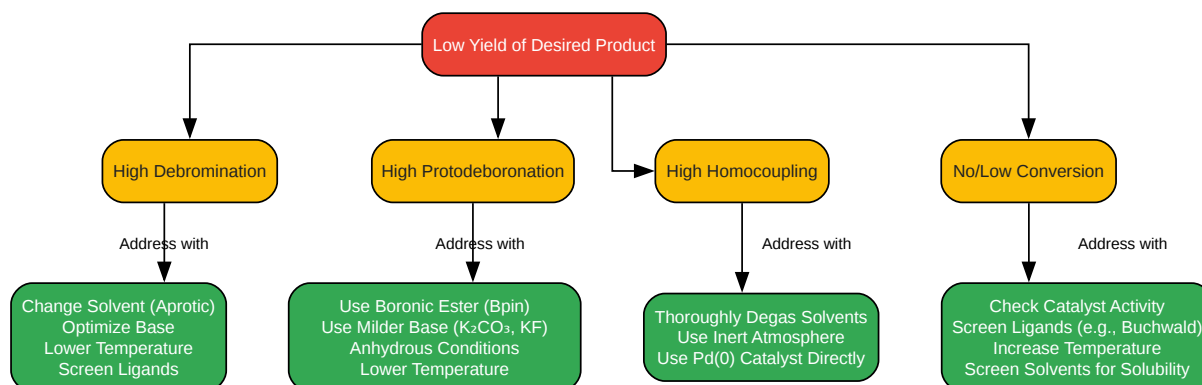 Low Yield of Desired Product
High Debromination
High Protodeboronation
High Homocoupling
No/Low Conversion
Address with
Address with
Address with
Address with
Change Solvent (Aprotic)
Optimize Base
Lower Temperature
Screen Ligands
Use Boronic Ester (Bpin)
Use Milder Base (K₂CO₃, KF)
Anhydrous Conditions
Lower Temperature
Thoroughly Degas Solvents
Use Inert Atmosphere
Use Pd(0) Catalyst Directly
Check Catalyst Activity
Screen Ligands (e.g., Buchwald)
Increase Temperature
Screen Solvents for Solubility